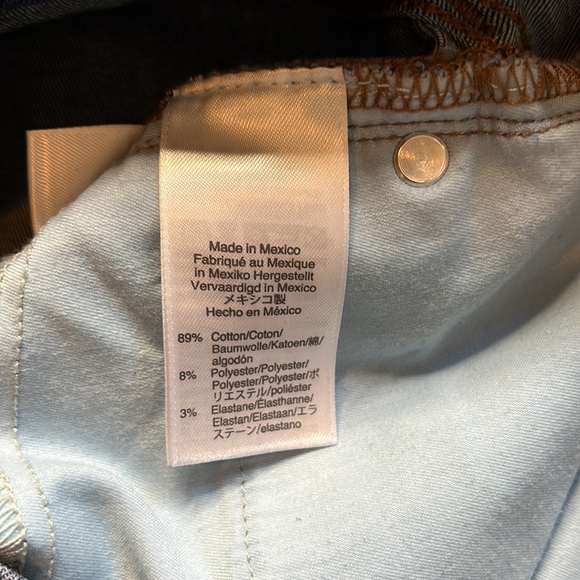 Made in Mexico
Fabriqué au Mexique
in Mexiko Hergestellt
Vervaardigd in Mexico
メキシコ製
Hecho en México
89% Cotton/Coton/
Baumwolle/Katoen/綿/
algodón
8% Polyester/Polyester/
Polyester/Polyester/ポ
リエステル/poliéster
3% Elastane/Élasthanne/
Elastan/Elastaan/エラ
ステーン/elastano